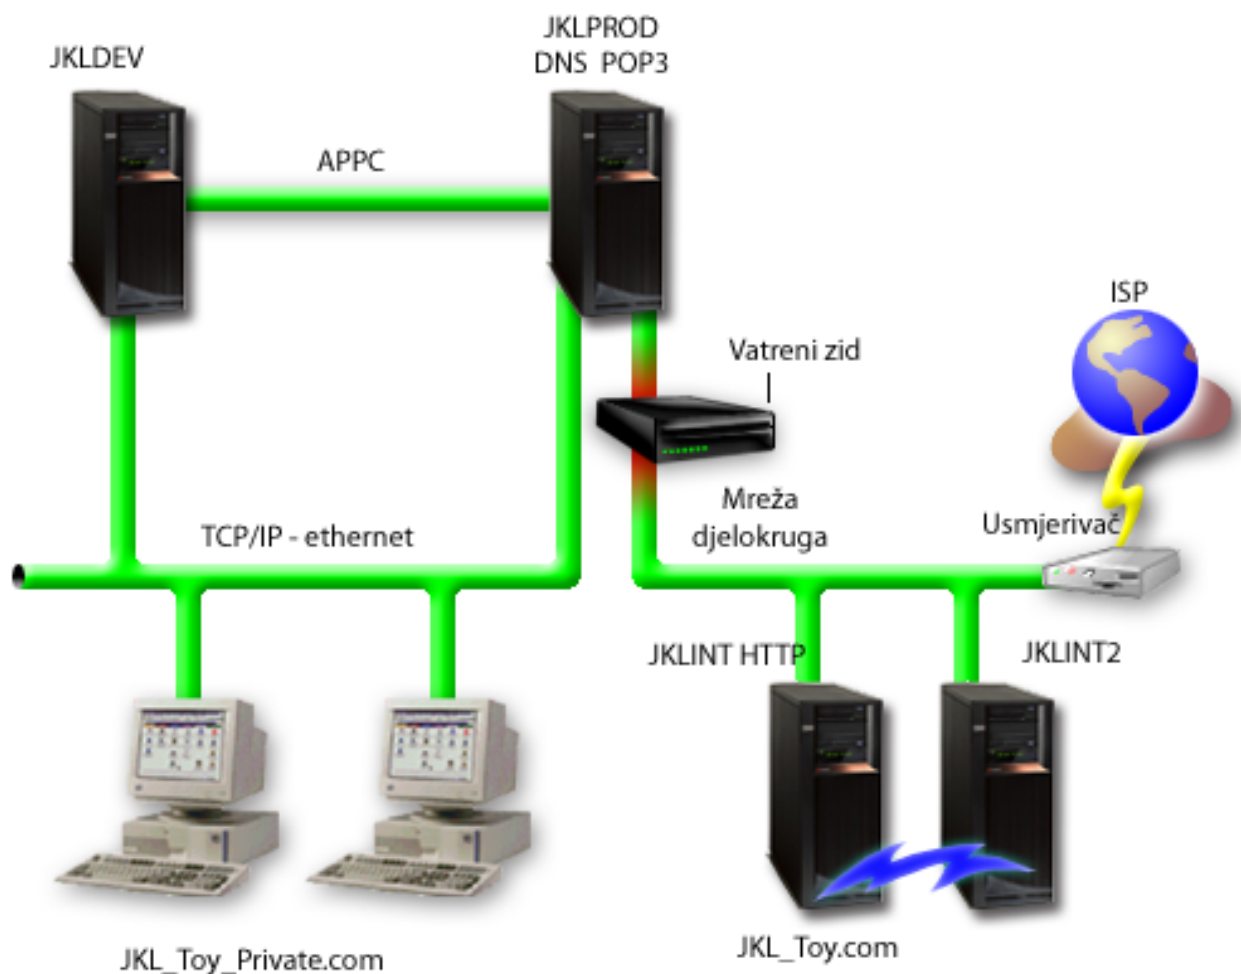 JKLPROD
DNS POP3
JKLDEV
APPC
ISP
Vatreni zid
Mreža
djelokruga
Usmjerivač
TCP/IP - ethernet
JKLINT HTTP
JKLINT2
JKL_Toy.com
JKL_Toy_Private.com